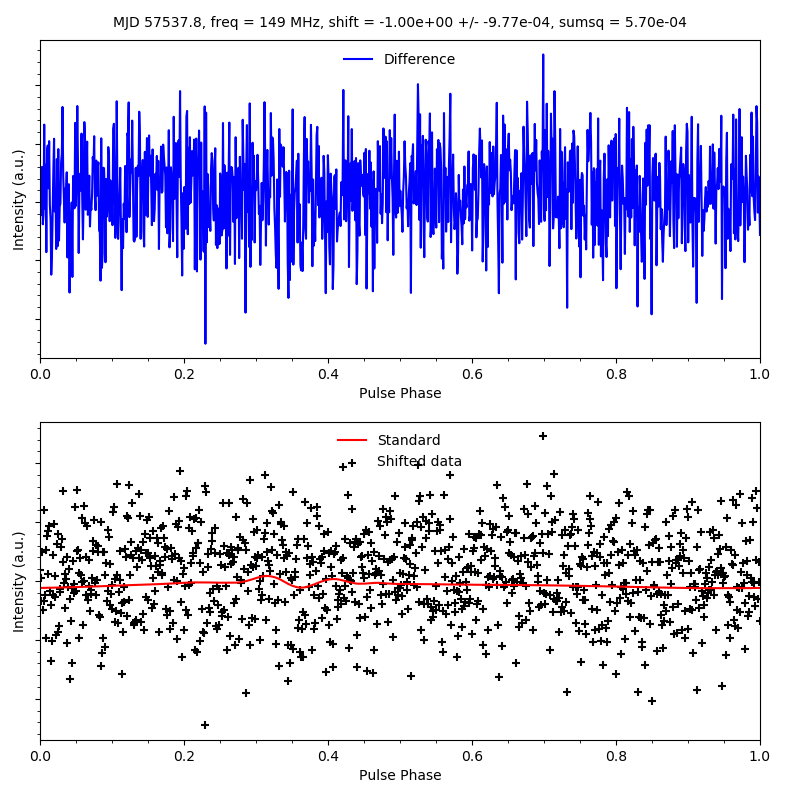 MJD 57537.8, freq = 149 MHz, shift = -1.00e+00 +/- -9.77e-04, sumsq = 5.70e-04
Difference
Intensity (a.u.)
0.0 0.2 0.4 0.6 0.8 1.0
Pulse Phase
Standard
Shifted data
Intensity (a.u.)
0.0 0.2 0.4 0.6 0.8 1.0
Pulse Phase